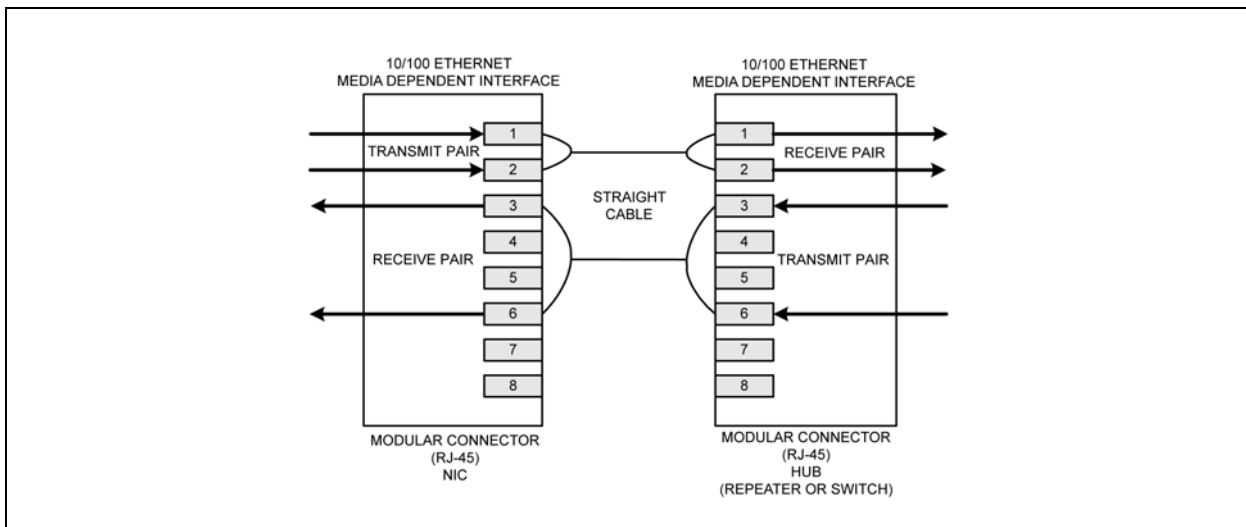 10/100 ETHERNET
MEDIA DEPENDENT INTERFACE
1
TRANSMIT PAIR
2
3
4
RECEIVE PAIR
5
6
7
8
MODULAR CONNECTOR
(RJ-45)
NIC
STRAIGHT
CABLE
10/100 ETHERNET
MEDIA DEPENDENT INTERFACE
1
RECEIVE PAIR
2
3
4
TRANSMIT PAIR
5
6
7
8
MODULAR CONNECTOR
(RJ-45)
HUB
(REPEATER OR SWITCH)